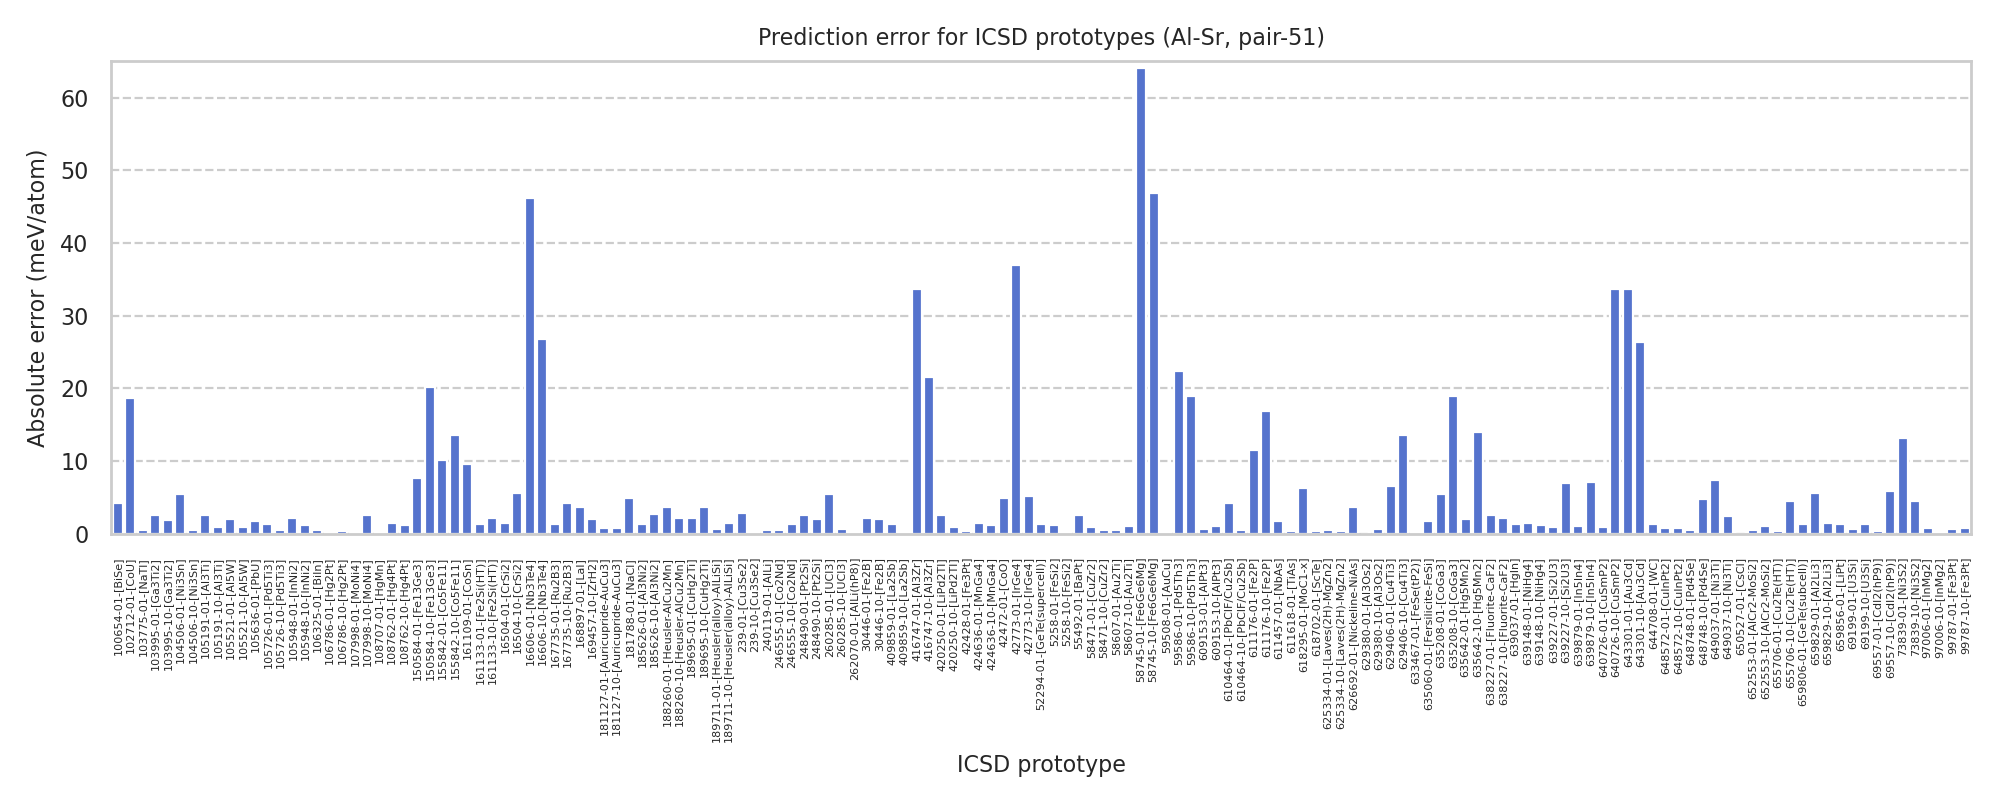 Prediction error for ICSD prototypes (Al-Sr, pair-51)
Absolute error (meV/atom)
60
50
40
30
20
10
0
100654-01-[BiSe]
102712-01-[CoU]
103775-01-[NaTl]
103995-01-[Ga3Ti2]
103995-10-[Ga3Ti2]
104506-01-[Ni3Sn]
104506-10-[Ni3Sn]
105191-01-[Al3Ti]
105191-10-[Al3Ti]
105521-01-[Al5W]
105521-10-[Al5W]
105636-01-[PbU]
105726-01-[Pd5Ti3]
105726-10-[Pd5Ti3]
105948-01-[InNi2]
105948-10-[InNi2]
106325-01-[BiIn]
106786-01-[Hg2Pt]
106786-10-[Hg2Pt]
107998-01-[MoNi4]
107998-10-[MoNi4]
108707-01-[HgMn]
108762-01-[Hg4Pt]
108762-10-[Hg4Pt]
150584-01-[Fe13Ge3]
150584-10-[Fe13Ge3]
155842-01-[Co5Fe11]
155842-10-[Co5Fe11]
161109-01-[CoSn]
161133-01-[Fe2Si(HT)]
161133-10-[Fe2Si(HT)]
16504-01-[CrSi2]
16504-10-[CrSi2]
16606-01-[Nb3Te4]
16606-10-[Nb3Te4]
167735-01-[Ru2B3]
167735-10-[Ru2B3]
168897-01-[LaI]
169457-10-[ZrH2]
181127-01-[Auricupride-AuCu3]
181127-10-[Auricupride-AuCu3]
181788-01-[NaCl]
185626-01-[Al3Ni2]
185626-10-[Al3Ni2]
188260-01-[Heusler-AlCu2Mn]
188260-10-[Heusler-AlCu2Mn]
189695-01-[CuHg2Ti]
189695-10-[CuHg2Ti]
189711-01-[Heusler(alloy)-AlLiSi]
189711-10-[Heusler(alloy)-AlLiSi]
239-01-[Cu3Se2]
239-10-[Cu3Se2]
240119-01-[AlLi]
246555-01-[Co2Nd]
246555-10-[Co2Nd]
248490-01-[Pt2Si]
248490-10-[Pt2Si]
260285-01-[UCl3]
260285-10-[UCl3]
262070-01-[AlLi(hP8)]
30446-01-[Fe2B]
30446-10-[Fe2B]
409859-01-[La2Sb]
409859-10-[La2Sb]
416747-01-[Al3Zr]
416747-10-[Al3Zr]
420250-01-[LiPd2Tl]
420250-10-[LiPd2Tl]
42428-01-[Fe3Pt]
424636-01-[MnGa4]
424636-10-[MnGa4]
42472-01-[CoO]
42773-01-[IrGe4]
42773-10-[IrGe4]
52294-01-[GeTe(supercell)]
5258-01-[FeSi2]
5258-10-[FeSi2]
55492-01-[BaPt]
58471-01-[CuZr2]
58471-10-[CuZr2]
58607-01-[Au2Ti]
58607-10-[Au2Ti]
58745-01-[Fe6Ge6Mg]
58745-10-[Fe6Ge6Mg]
59508-01-[AuCu]
59586-01-[Pd5Th3]
59586-10-[Pd5Th3]
609153-01-[AlPt3]
609153-10-[AlPt3]
610464-01-[PbClF/Cu2Sb]
610464-10-[PbClF/Cu2Sb]
611176-01-[Fe2P]
611176-10-[Fe2P]
611457-01-[NbAs]
611618-01-[TiAs]
618295-01-[MoC1-x]
618702-01-[ScTe]
625334-01-[Laves(2H)-MgZn2]
625334-10-[Laves(2H)-MgZn2]
626692-01-[Nickeline-NiAs]
629380-01-[Al3Os2]
629380-10-[Al3Os2]
629406-01-[Cu4Ti3]
629406-10-[Cu4Ti3]
633467-01-[FeSe(tP2)]
635060-01-[Fersilicite-FeSi]
635208-01-[CoGa3]
635208-10-[CoGa3]
635642-01-[Hg5Mn2]
635642-10-[Hg5Mn2]
638227-01-[Fluorite-CaF2]
638227-10-[Fluorite-CaF2]
639037-01-[HgIn]
639148-01-[NiHg4]
639148-10-[NiHg4]
639227-01-[Si2U3]
639227-10-[Si2U3]
639879-01-[In5In4]
639879-10-[In5In4]
640726-01-[CuSmP2]
640726-10-[CuSmP2]
643301-01-[Au3Cd]
643301-10-[Au3Cd]
644708-01-[WC]
648572-01-[CuInPt2]
648572-10-[CuInPt2]
648748-01-[Pd4Se]
648748-10-[Pd4Se]
649037-01-[Ni3Ti]
649037-10-[Ni3Ti]
650527-01-[CsCl]
652553-01-[AlCr2-MoSi2]
652553-10-[AlCr2-MoSi2]
655706-01-[Cu2Te(HT)]
655706-10-[Cu2Te(HT)]
659806-01-[GeTe(subcell)]
659829-01-[Al2Li3]
659829-10-[Al2Li3]
659856-01-[LiPt]
69199-01-[U3Si]
69199-10-[U3Si]
69557-01-[CdI2(hP9)]
69557-10-[CdI2(hP9)]
73839-01-[Ni3S2]
73839-10-[Ni3S2]
97006-01-[InMg2]
97006-10-[InMg2]
99787-01-[Fe3Pt]
99787-10-[Fe3Pt]
ICSD prototype